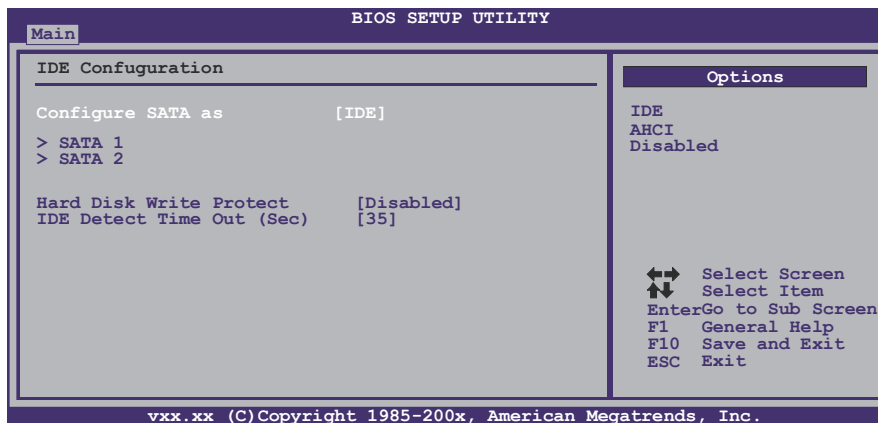 BIOS SETUP UTILITY
Main
IDE Confuguration
Configure SATA as [IDE]
> SATA 1
> SATA 2
Hard Disk Write Protect [Disabled]
IDE Detect Time Out (Sec) [35]
Options
IDE
AHCI
Disabled
Select Screen
Select Item
EnterGo to Sub Screen
F1 General Help
F10 Save and Exit
ESC Exit
vxx.xx (C)Copyright 1985-200x, American Megatrends, Inc.